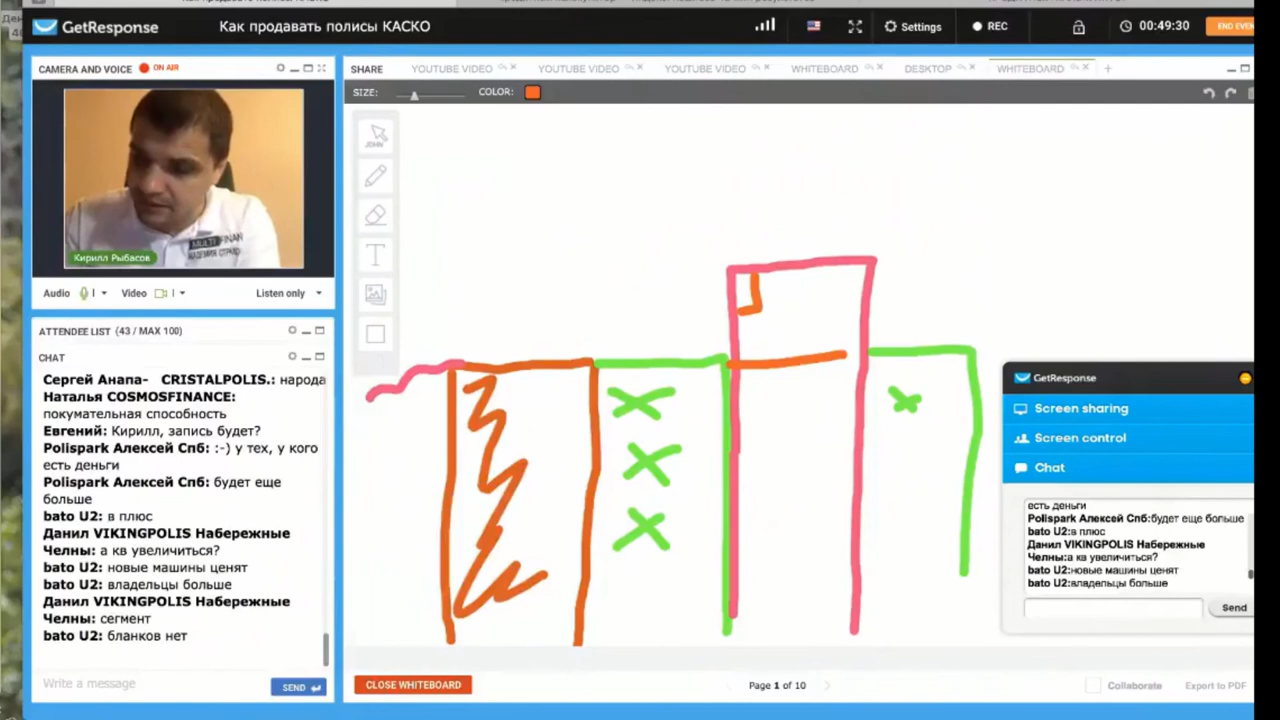 GetResponse
Как продавать полисы КАСКО
Settings
REC
00:49:30
CAMERA AND VOICE
ON AIR
SHARE
YOUTUBE VIDEO
YOUTUBE VIDEO
YOUTUBE VIDEO
WHITEBOARD
DESKTOP
WHITEBOARD
SIZE:
COLOR:
JOHN
MULTI FINAN
Кирилл Рыбасов
Audio
Video
Listen only
ATTENDEE LIST (43 / MAX 100)
CHAT
Сергей Анапа- CRISTALPOLIS.: народа
Наталья COSMOSFINANCE:
покумательная способность
Евгений: Кирилл, запись будет?
Polispark Алексей Спб: :-) у тех, у кого
есть деньги
Polispark Алексей Спб: будет еще
больше
bato U2: в плюс
Данил VIKINGPOLIS Набережные
Челны: а кв увеличиться?
bato U2: новые машины ценят
bato U2: владельцы больше
Данил VIKINGPOLIS Набережные
Челны: сегмент
bato U2: бланков нет
Write a message
SEND
CLOSE WHITEBOARD
Page 1 of 10
Collaborate
Export to PDF
GetResponse
Screen sharing
Screen control
Chat
есть деньги
Polispark Алексей Спб:будет еще больше
bato U2:в плюс
Данил VIKINGPOLIS Набережные
Челны:а кв увеличиться?
bato U2:новые машины ценят
bato U2:владельцы больше
Send